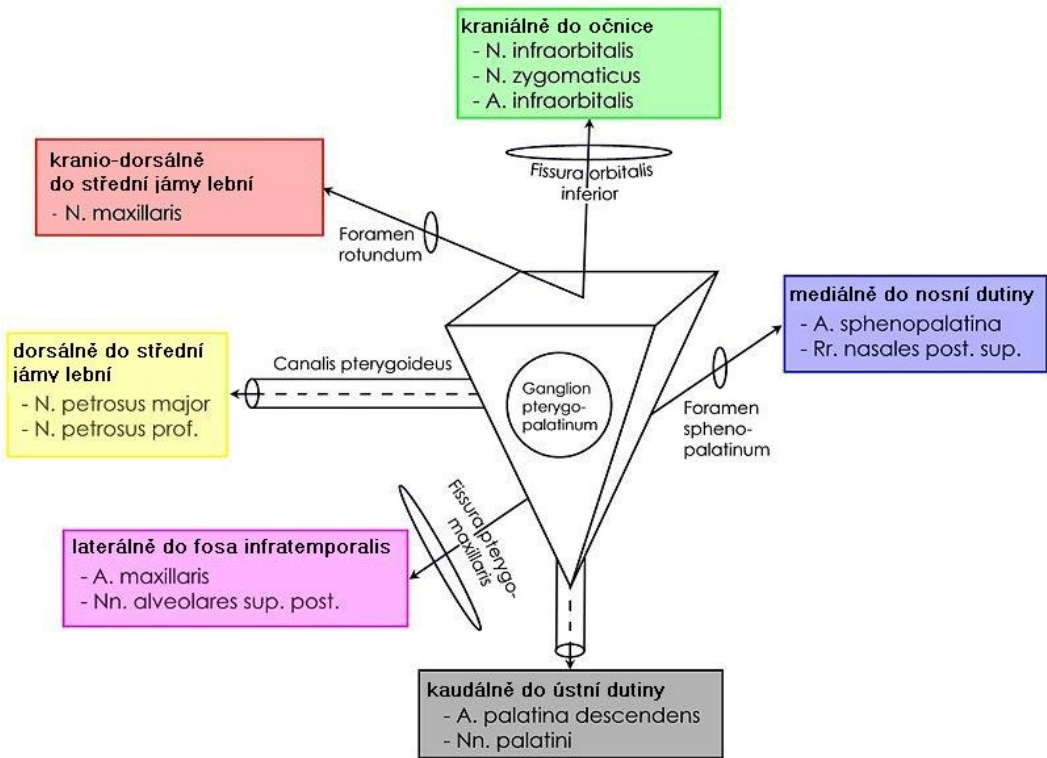 kraniálně do očnice
- N. infraorbitalis
- N. zygomaticus
- A. infraorbitalis
Fissura orbitalis
inferior
kranio-dorsálně
do střední jámy lební
- N. maxillaris
Foramen
rotundum
mediálně do nosní dutiny
- A. sphenopalatina
- Rr. nasales post. sup.
Foramen
spheno-
palatinum
dorsálně do střední
jámy lební
- N. petrosus major
- N. petrosus prof.
Canalis pterygoideus
Ganglion
pterygo-
palatinum
Fissura pterygo-
maxillaris
laterálně do fosa infratemporalis
- A. maxillaris
- Nn. alveolares sup. post.
kaudálně do ústní dutiny
- A. palatina descendens
- Nn. palatini